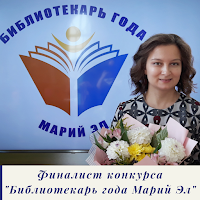 БИБЛИОТЕКАРЬ ГОДА
МАРИЙ ЭЛ
Финалист конкурса
"Библиотекарь года Марий Эл"